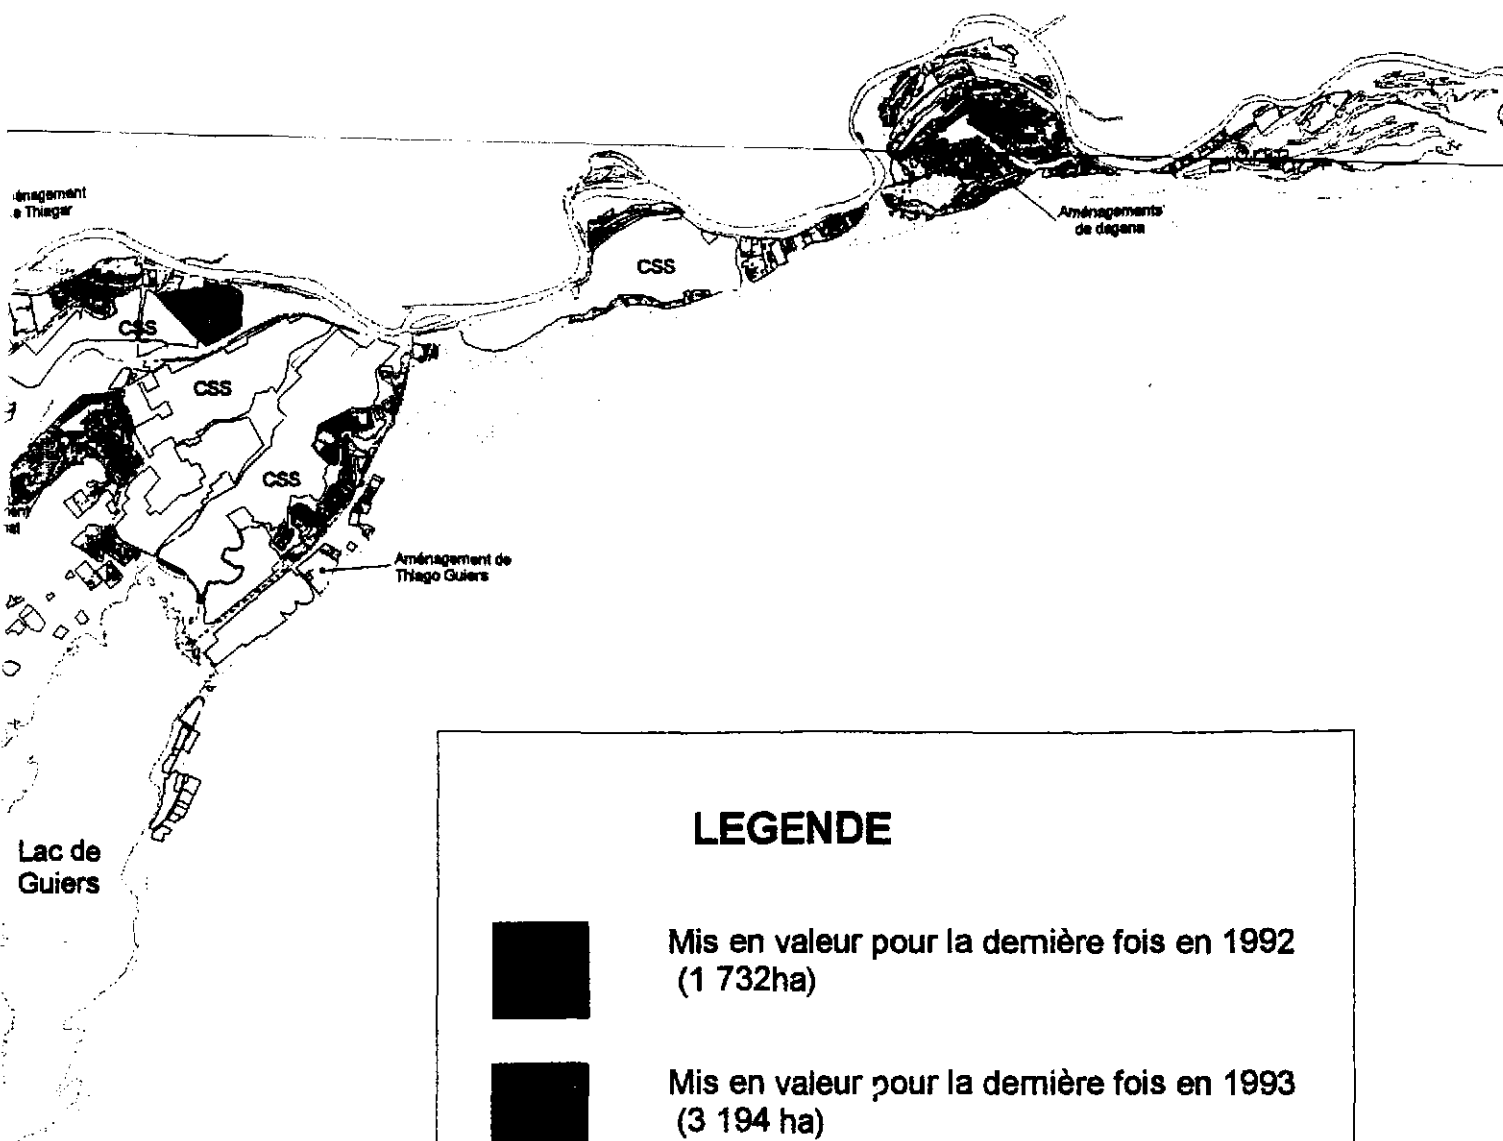 énagement
e Thiagar
CSS
Aménagements
de dagana
CSS
CSS
CSS
Aménagement de
Thiago Guiers
Lac de
Guiers
LEGENDE
Mis en valeur pour la dernière fois en 1992
(1 732ha)
Mis en valeur pour la dernière fois en 1993
(3 194 ha)